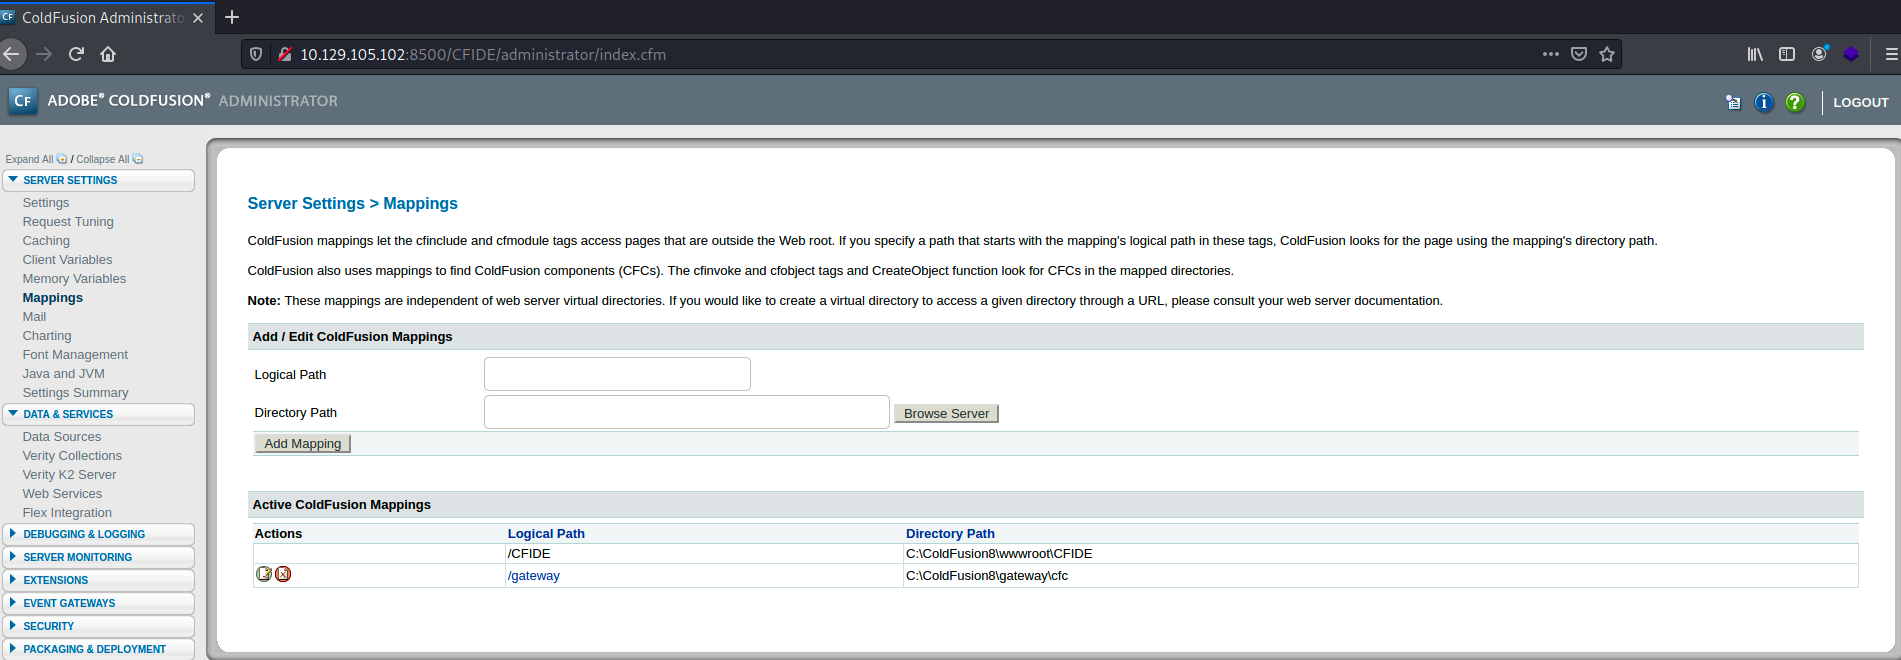 ColdFusion Administrato
10.129.105.102:8500/CFIDE/administrator/index.cfm
CF ADOBE® COLDFUSION® ADMINISTRATOR
LOGOUT
Expand All / Collapse All
SERVER SETTINGS
Settings
Request Tuning
Caching
Client Variables
Memory Variables
Mappings
Mail
Charting
Font Management
Java and JVM
Settings Summary
DATA & SERVICES
Data Sources
Verity Collections
Verity K2 Server
Web Services
Flex Integration
DEBUGGING & LOGGING
SERVER MONITORING
EXTENSIONS
EVENT GATEWAYS
SECURITY
PACKAGING & DEPLOYMENT
Server Settings > Mappings
ColdFusion mappings let the cfinclude and cfmodule tags access pages that are outside the Web root. If you specify a path that starts with the mapping's logical path in these tags, ColdFusion looks for the page using the mapping's directory path.
ColdFusion also uses mappings to find ColdFusion components (CFCs). The cfinvoke and cfobject tags and CreateObject function look for CFCs in the mapped directories.
Note: These mappings are independent of web server virtual directories. If you would like to create a virtual directory to access a given directory through a URL, please consult your web server documentation.
Add / Edit ColdFusion Mappings
Logical Path
Directory Path Browse Server
Add Mapping
Active ColdFusion Mappings
Actions Logical Path Directory Path
/CFIDE C:\ColdFusion8\wwwroot\CFIDE
/gateway C:\ColdFusion8\gateway\cfc